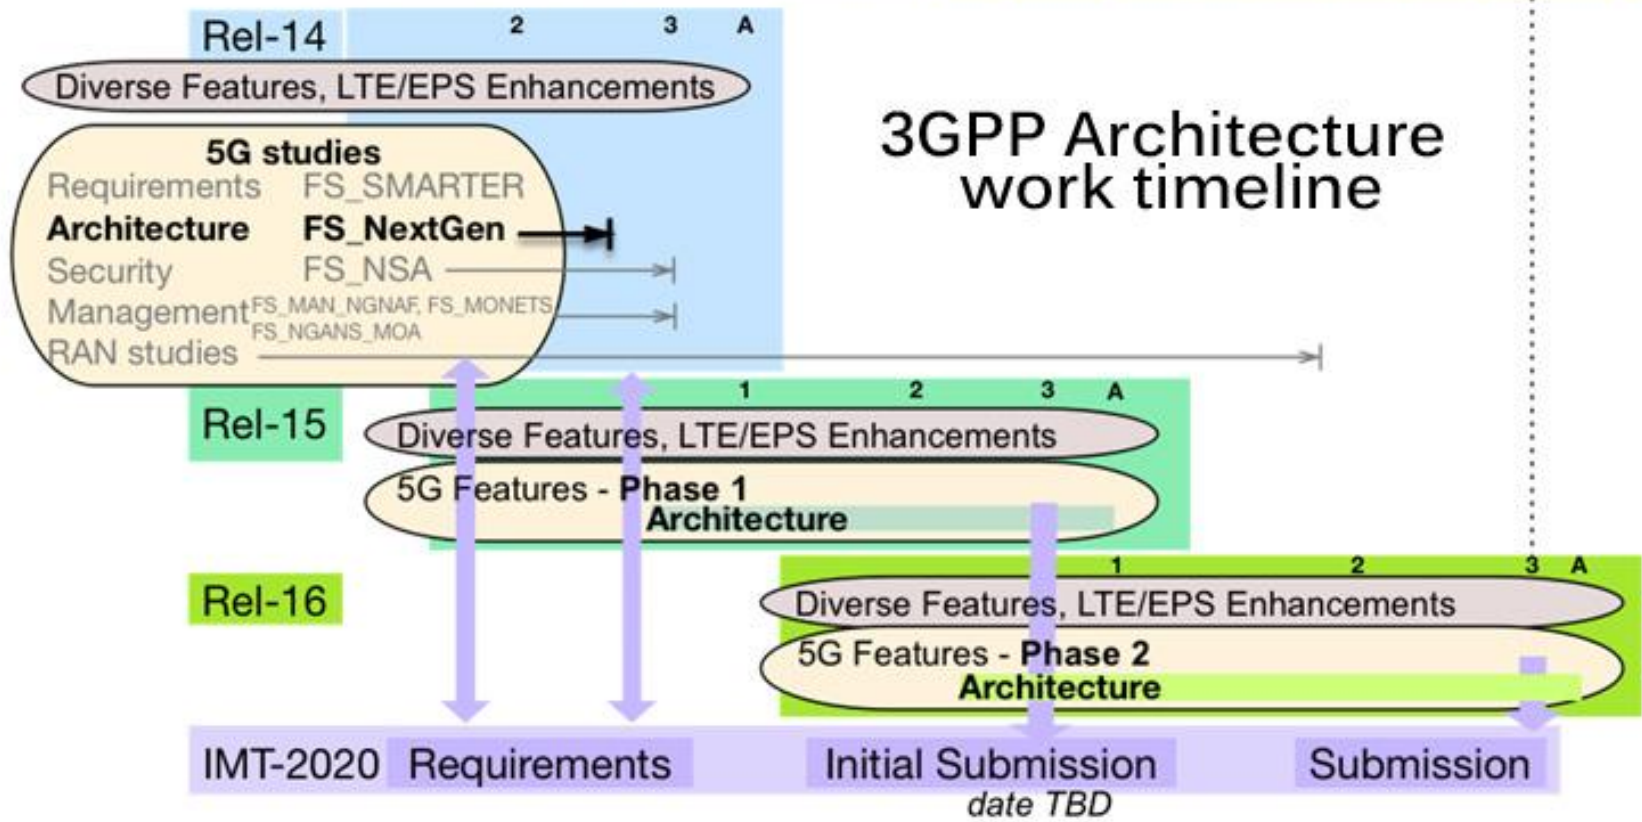 Rel-14 2 3 A
Diverse Features, LTE/EPS Enhancements
3GPP Architecture
work timeline
5G studies
Requirements FS_SMARTER
Architecture FS_NextGen
Security FS_NSA
Management FS_MAN_NGNAF, FS_MONETS
FS_NGANS_MOA
RAN studies
1 2 3 A
Rel-15
Diverse Features, LTE/EPS Enhancements
5G Features - Phase 1
Architecture
1 2 3 A
Rel-16
Diverse Features, LTE/EPS Enhancements
5G Features - Phase 2
Architecture
IMT-2020 Requirements Initial Submission Submission
date TBD